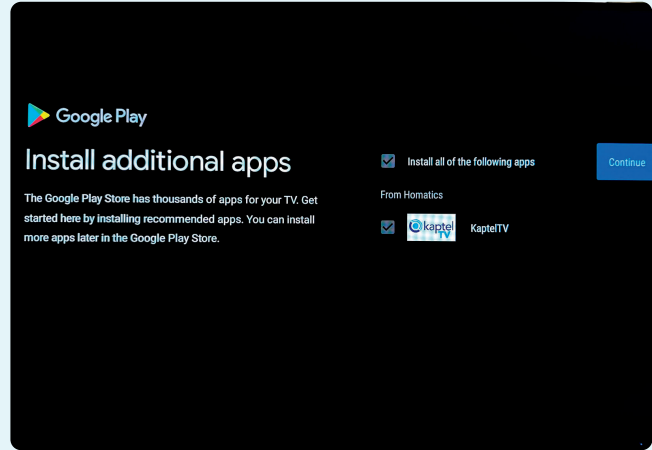 Google Play
Install additional apps
The Google Play Store has thousands of apps for your TV. Get
started here by installing recommended apps. You can install
more apps later in the Google Play Store.
Install all of the following apps
Continue
From Homatics
kaptel
TV
KaptelTV